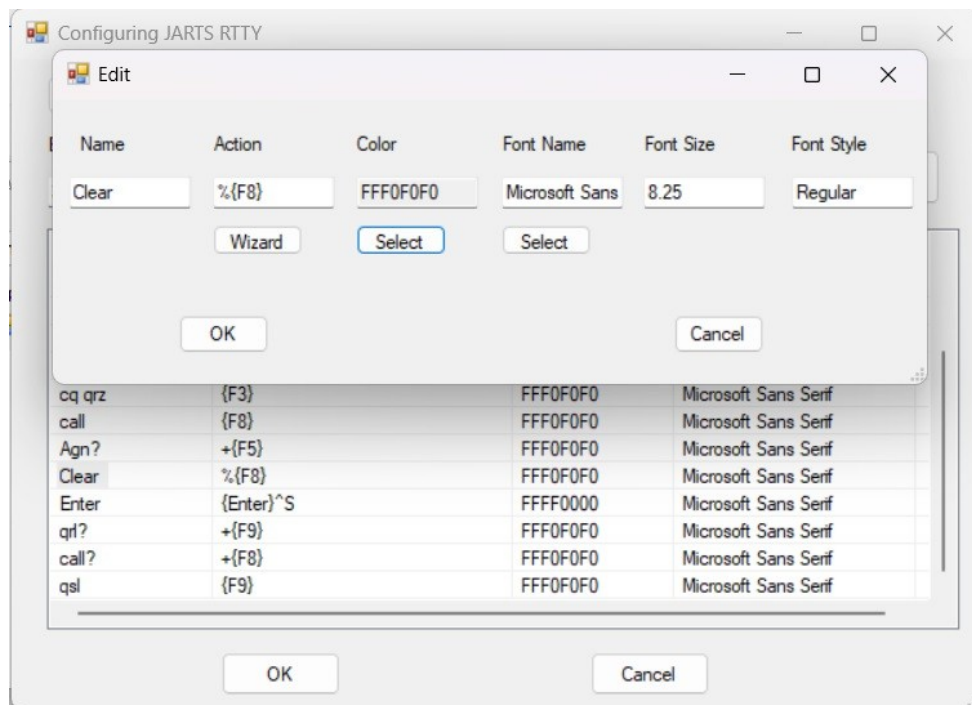 Configuring JARTS RTTY
Edit
Name Action Color Font Name Font Size Font Style
Clear %{F8} FFF0F0F0 Microsoft Sans 8.25 Regular
Wizard Select Select
OK Cancel
cq qrz {F3} FFF0F0F0 Microsoft Sans Serif
call {F8} FFF0F0F0 Microsoft Sans Serif
Agn? +{F5} FFF0F0F0 Microsoft Sans Serif
Clear %{F8} FFF0F0F0 Microsoft Sans Serif
Enter {Enter}^S FFFF0000 Microsoft Sans Serif
qrl? +{F9} FFF0F0F0 Microsoft Sans Serif
call? +{F8} FFF0F0F0 Microsoft Sans Serif
qsl {F9} FFF0F0F0 Microsoft Sans Serif
OK Cancel